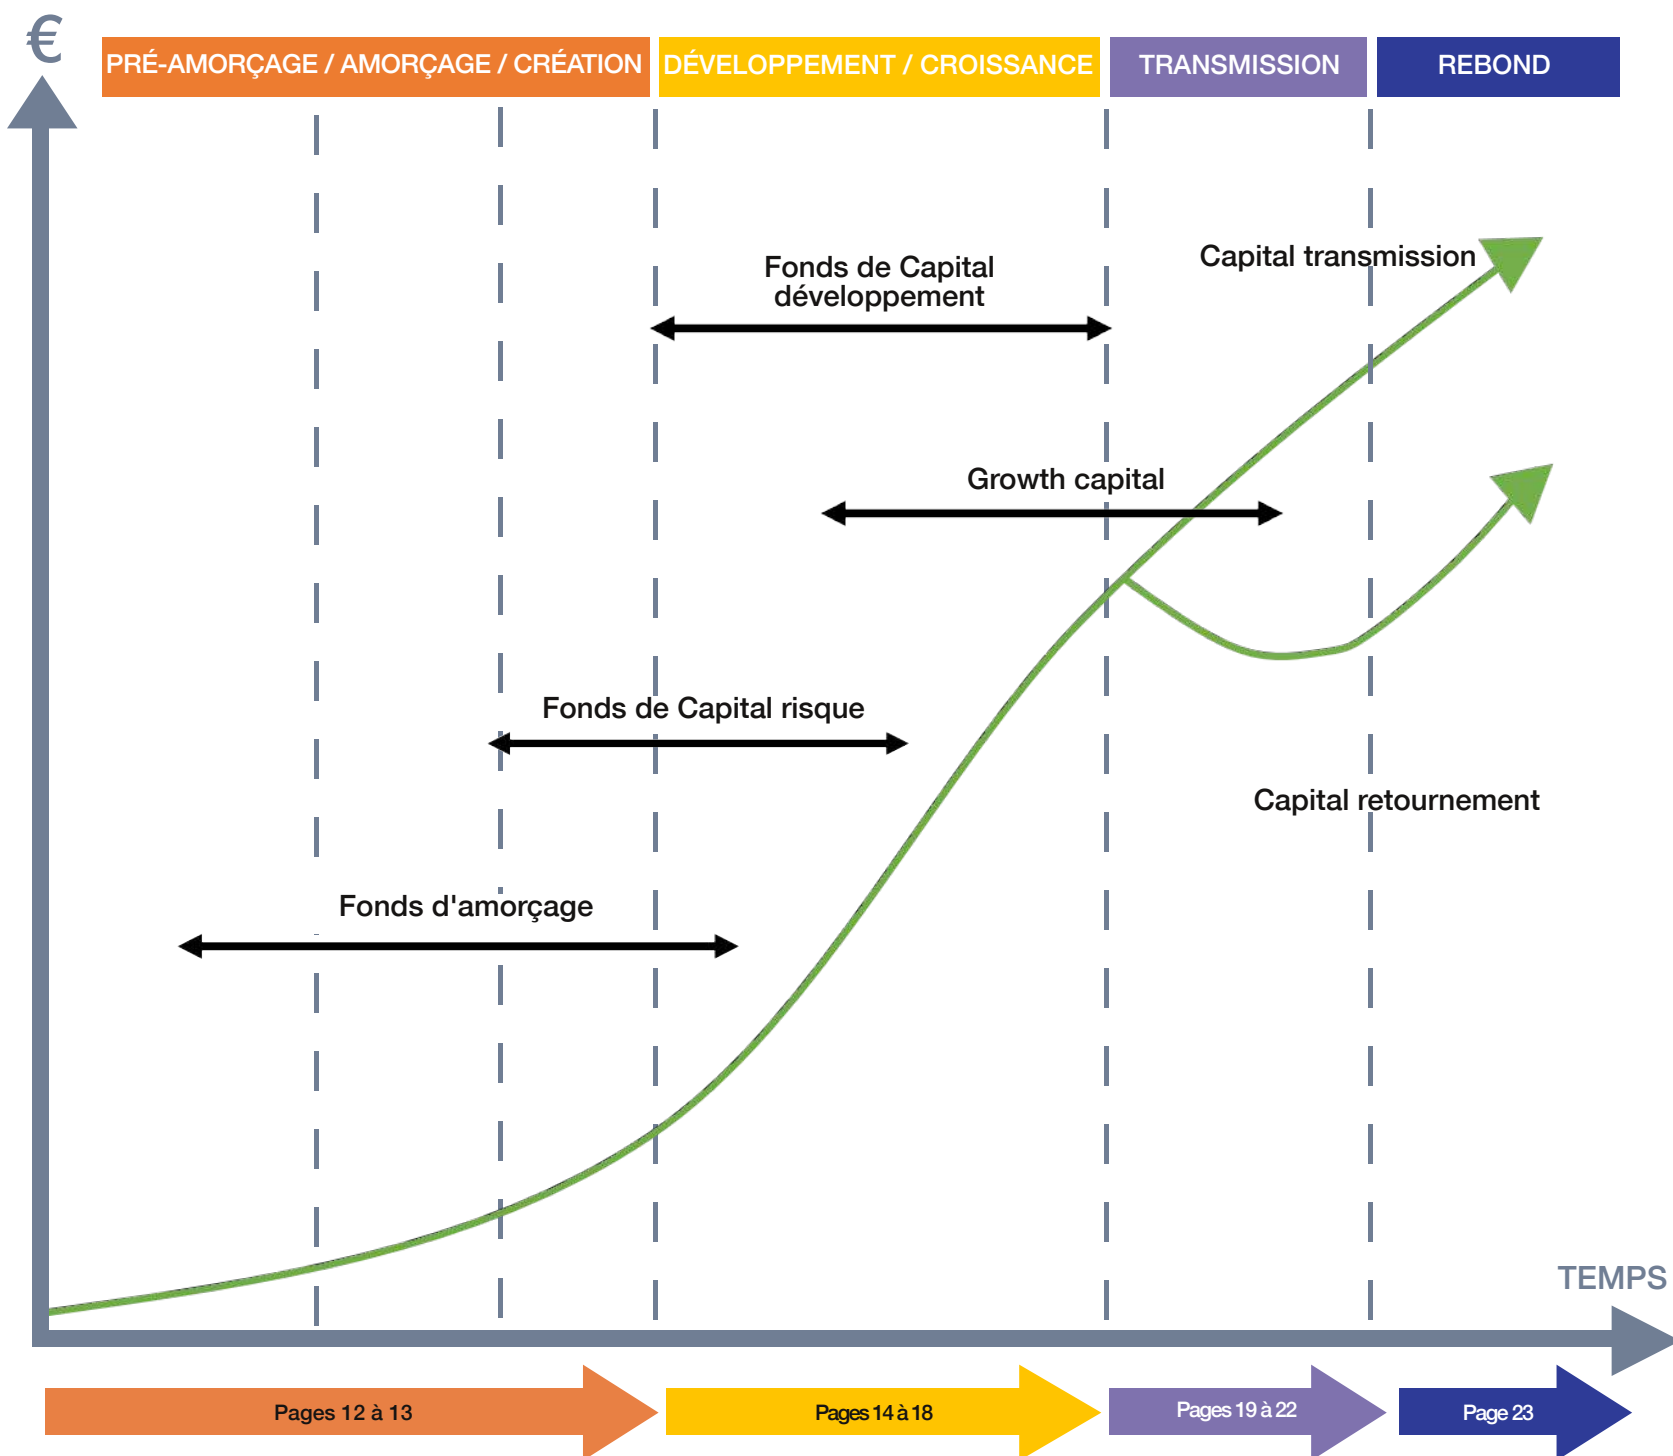 €
PRÉ-AMORÇAGE / AMORÇAGE / CRÉATION
DÉVELOPPEMENT / CROISSANCE
TRANSMISSION
REBOND
Capital transmission
Fonds de Capital
développement
Growth capital
Fonds de Capital risque
Capital retournement
Fonds d'amorçage
TEMPS
Pages 12 à 13
Pages 14 à 18
Pages 19 à 22
Page 23